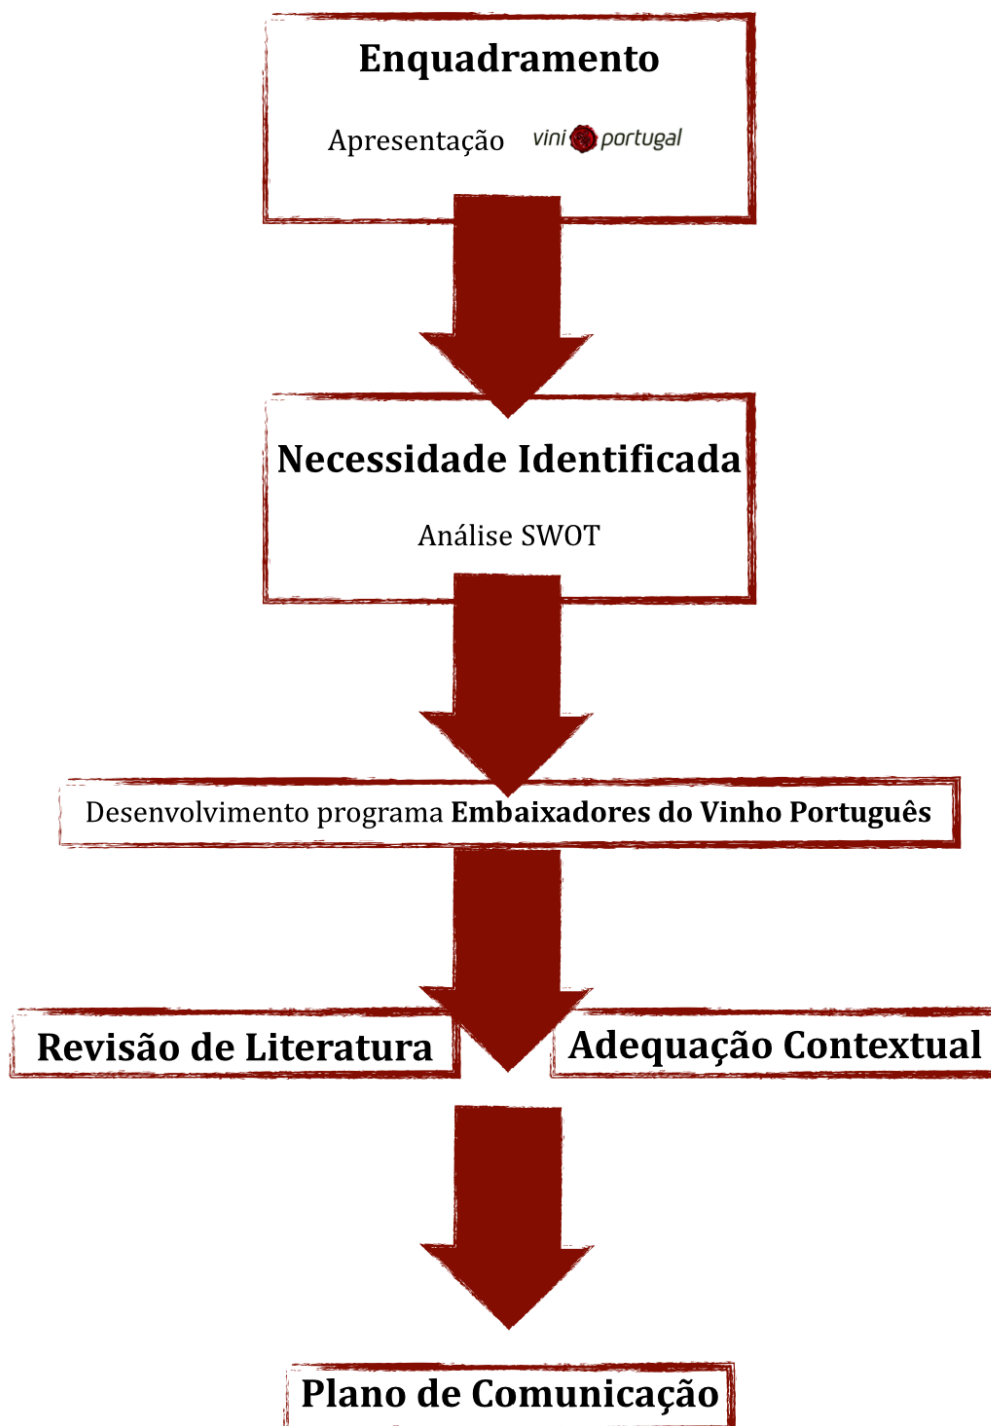 Enquadramento
Apresentação vini portugal
Necessidade Identificada
Análise SWOT
Desenvolvimento programa Embaixadores do Vinho Português
Revisão de Literatura
Adequação Contextual
Plano de Comunicação